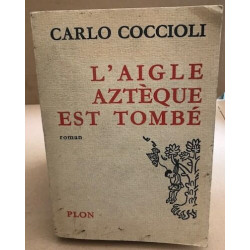 CARLO COCCIOLI
L'AIGLE
AZTÈQUE
EST TOMBÉ
roman
PLON